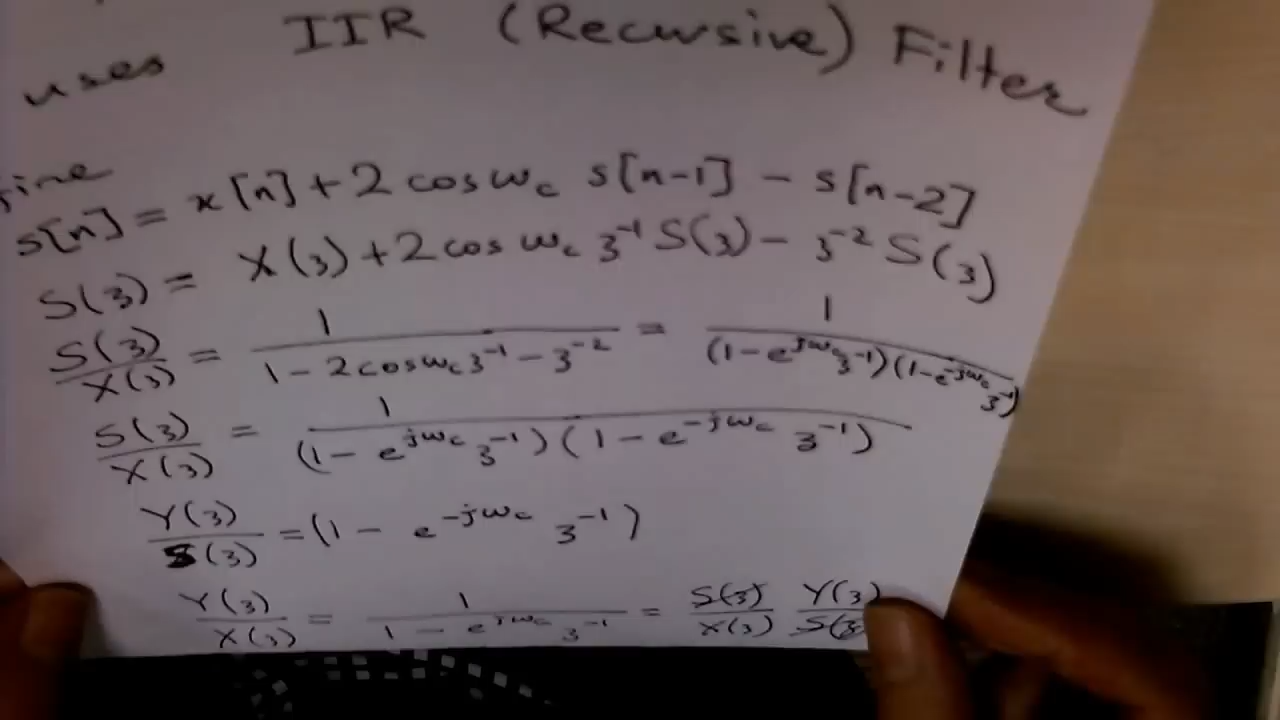 uses IIR (Recursive) Filter
s[n] = x[n] + 2 cos ωc s[n-1] - s[n-2]
S(z) = X(z) + 2 cos ωc z⁻¹ S(z) - z⁻² S(z)
S(z)/X(z) = 1/(1 - 2 cos ωc z⁻¹ - z⁻²) = 1/((1 - e^{jωc} z⁻¹)(1 - e^{-jωc} z⁻¹))
S(z)/X(z) = 1/((1 - e^{jωc} z⁻¹)(1 - e^{-jωc} z⁻¹))
Y(z)/S(z) = (1 - e^{-jωc} z⁻¹)
Y(z)/X(z) = 1/(1 - e^{jωc} z⁻¹) = S(z)/X(z) Y(z)/S(z)